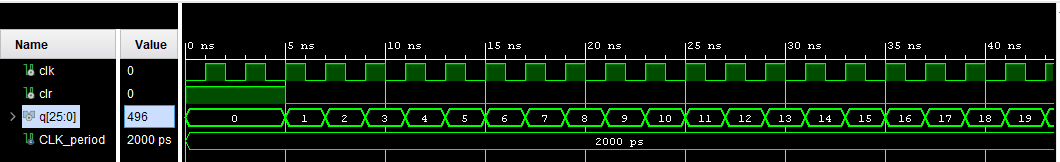 Name Value
0 ns 5 ns 10 ns 15 ns 20 ns 25 ns 30 ns 35 ns 40 ns
clk 0
clr 0
q[25:0] 496 0 1 2 3 4 5 6 7 8 9 10 11 12 13 14 15 16 17 18 19
CLK_period 2000 ps 2000 ps